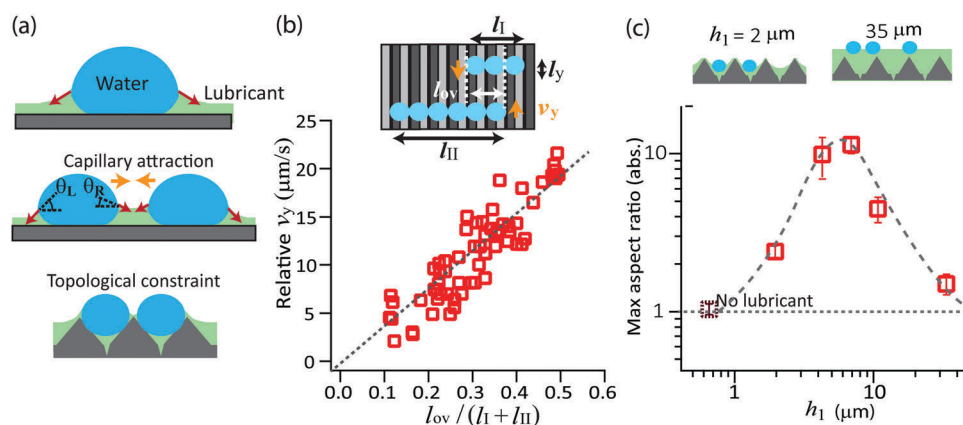 (a)
Water
Lubricant
Capillary attraction
θL θR
Topological constraint
(b)
lI
ly
lov
vy
lII
Relative vy (μm/s)
25
20
15
10
5
0
0.0 0.1 0.2 0.3 0.4 0.5 0.6
lov / (lI + lII)
(c)
h1 = 2 μm
35 μm
Max aspect ratio (abs.)
10
1
No lubricant
1 10
h1 (μm)